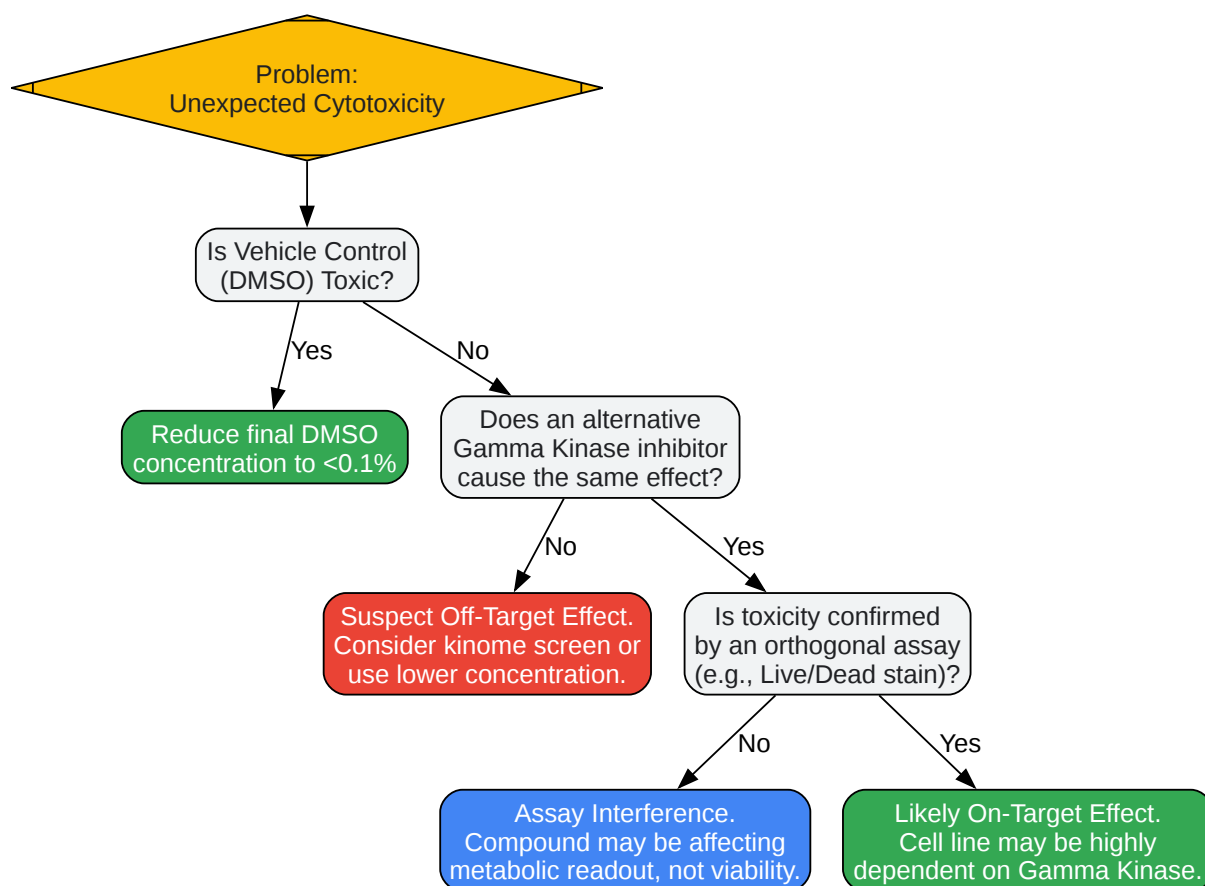 Problem:
Unexpected Cytotoxicity
Is Vehicle Control
(DMSO) Toxic?
Yes
No
Reduce final DMSO
concentration to <0.1%
Does an alternative
Gamma Kinase inhibitor
cause the same effect?
No
Yes
Suspect Off-Target Effect.
Consider kinome screen or
use lower concentration.
Is toxicity confirmed
by an orthogonal assay
(e.g., Live/Dead stain)?
No
Yes
Assay Interference.
Compound may be affecting
metabolic readout, not viability.
Likely On-Target Effect.
Cell line may be highly
dependent on Gamma Kinase.